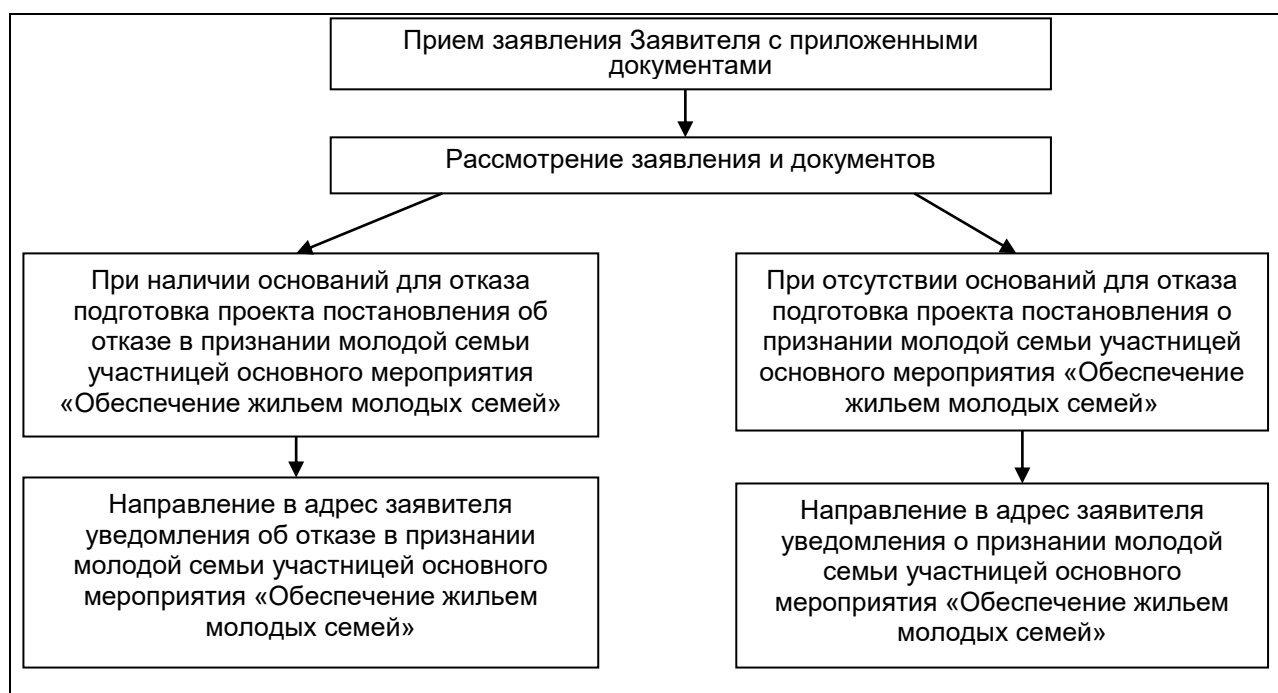 Прием заявления Заявителя с приложенными
документами
Рассмотрение заявления и документов
При наличии оснований для отказа
подготовка проекта постановления об
отказе в признании молодой семьи
участницей основного мероприятия
«Обеспечение жильем молодых семей»
При отсутствии оснований для отказа
подготовка проекта постановления о
признании молодой семьи участницей
основного мероприятия «Обеспечение
жильем молодых семей»
Направление в адрес заявителя
уведомления об отказе в признании
молодой семьи участницей основного
мероприятия «Обеспечение жильем
молодых семей»
Направление в адрес заявителя
уведомления о признании молодой
семьи участницей основного
мероприятия «Обеспечение жильем
молодых семей»